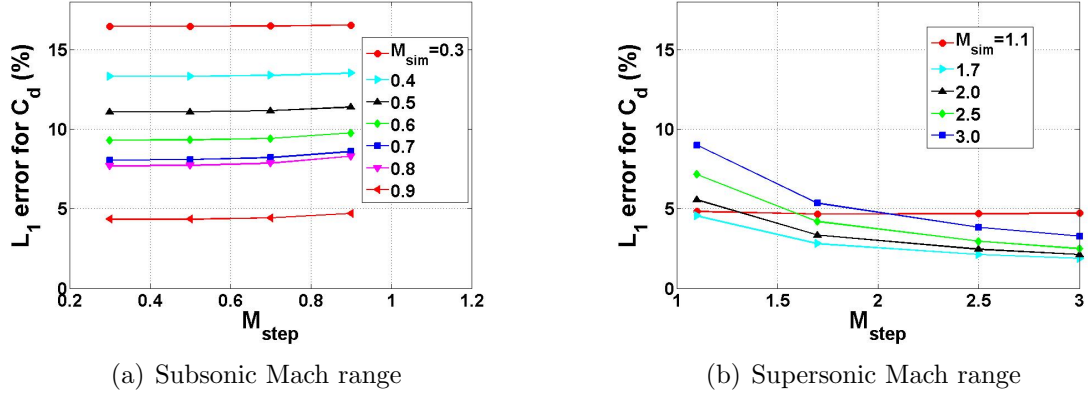 L1 error for Cd (%)
15
10
5
0
Msim=0.3
0.4
0.5
0.6
0.7
0.8
0.9
0.2 0.4 0.6 0.8 1 1.2
Mstep
(a) Subsonic Mach range
L1 error for Cd (%)
15
10
5
0
Msim=1.1
1.7
2.0
2.5
3.0
1 1.5 2 2.5 3
Mstep
(b) Supersonic Mach range